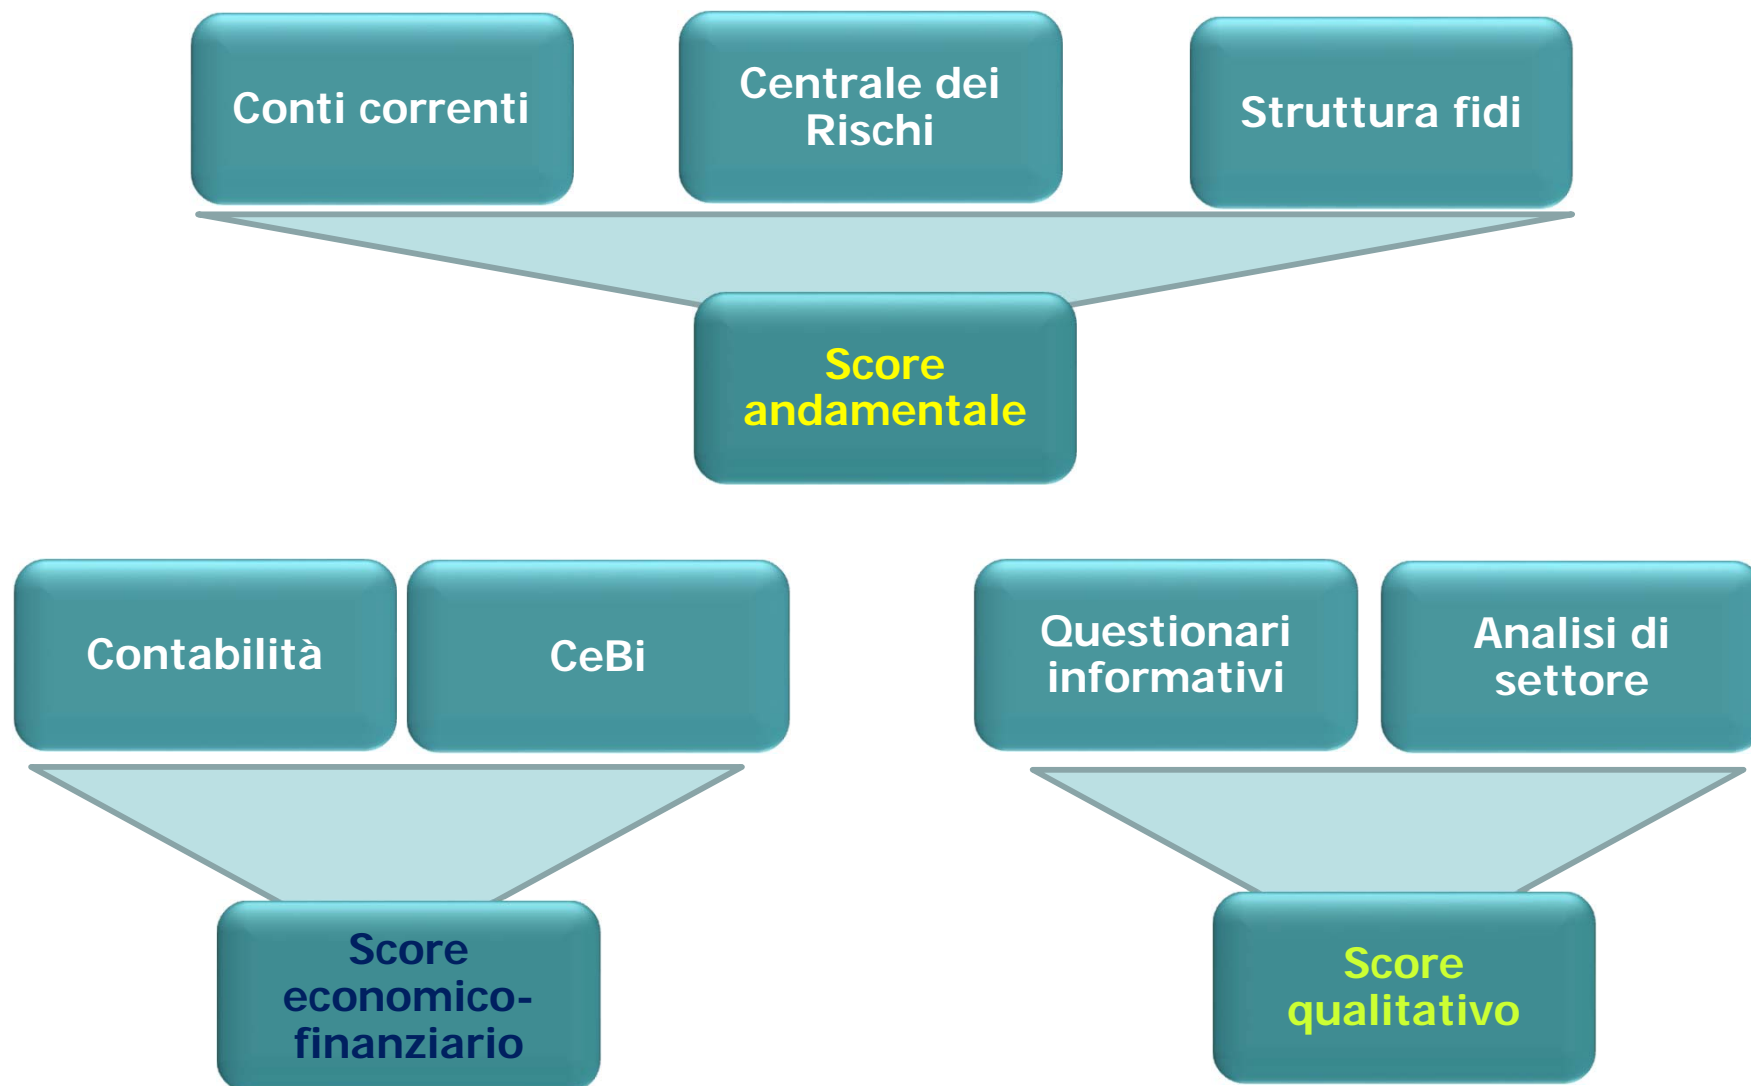 Conti correnti
Centrale dei
Rischi
Struttura fidi
Score
andamentale
Contabilità
CeBi
Questionari
informativi
Analisi di
settore
Score
economico-
finanziario
Score
qualitativo